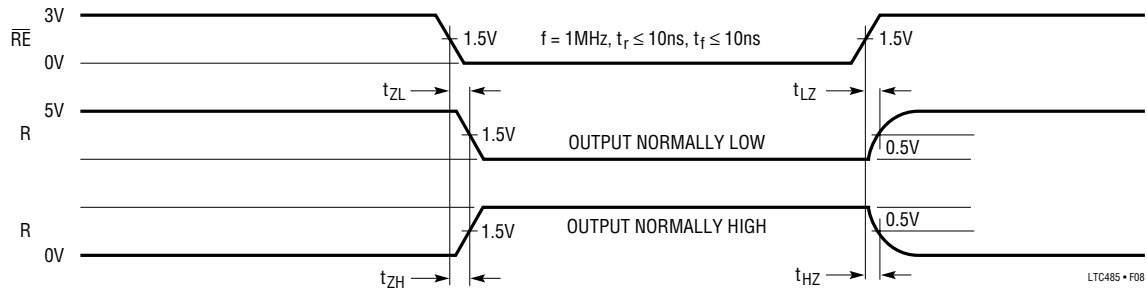 3V
RE
0V
1.5V
f = 1MHz, tr ≤ 10ns, tf ≤ 10ns
1.5V
tZL
tLZ
5V
R
1.5V
OUTPUT NORMALLY LOW
0.5V
R
0V
1.5V
OUTPUT NORMALLY HIGH
0.5V
tZH
tHZ
LTC485 • F08